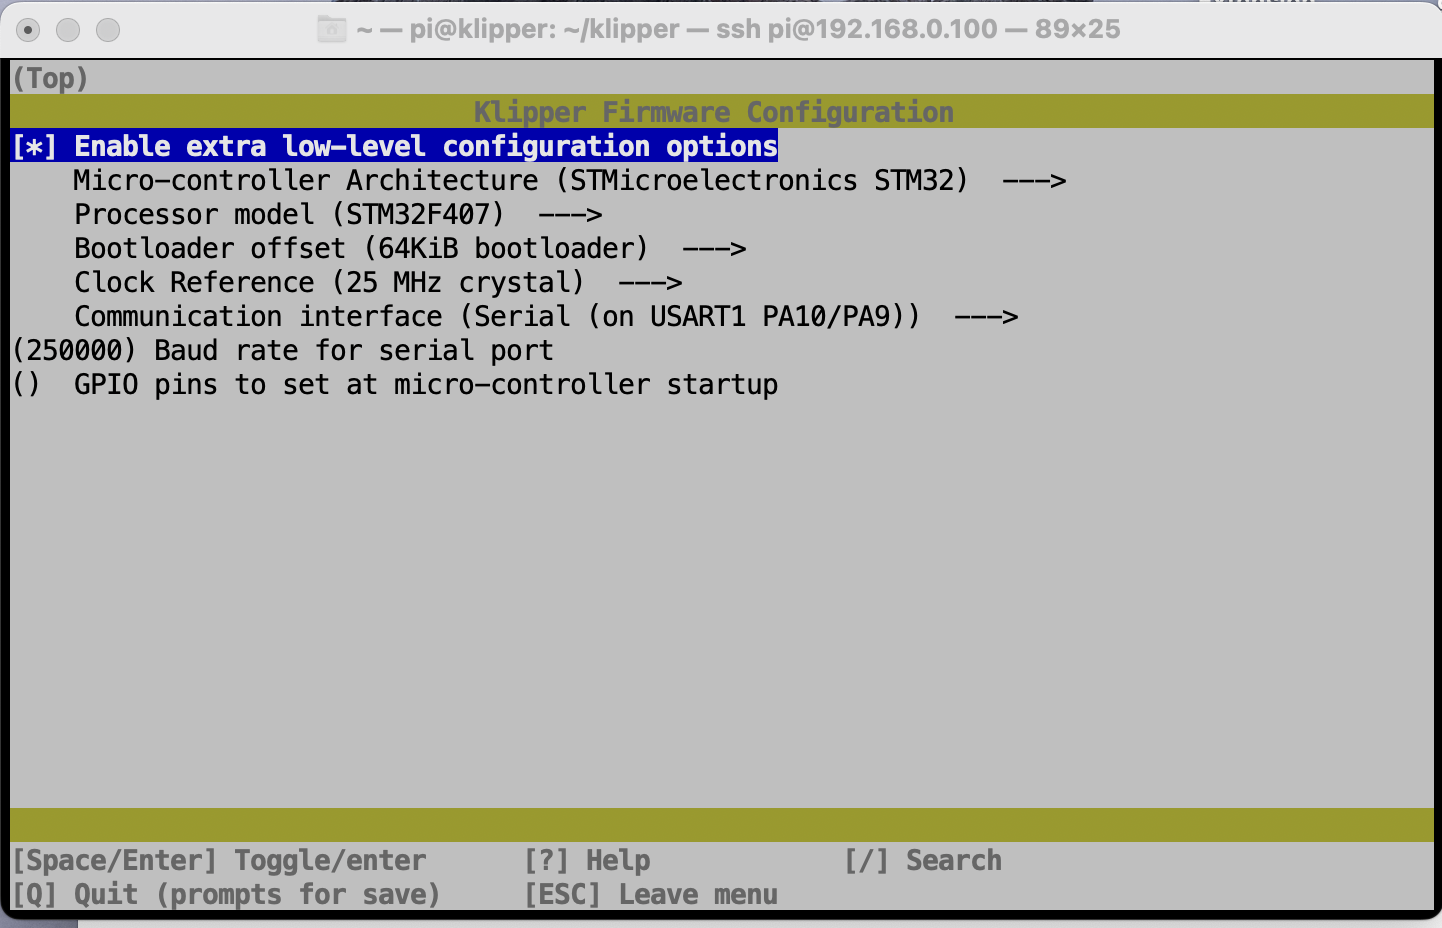 ~ — pi@klipper: ~/klipper — ssh pi@192.168.0.100 — 89×25
(Top)
Klipper Firmware Configuration
[*] Enable extra low-level configuration options
Micro-controller Architecture (STMicroelectronics STM32)  --->
Processor model (STM32F407)  --->
Bootloader offset (64KiB bootloader)  --->
Clock Reference (25 MHz crystal)  --->
Communication interface (Serial (on USART1 PA10/PA9))  --->
(250000) Baud rate for serial port
()  GPIO pins to set at micro-controller startup
[Space/Enter] Toggle/enter      [?] Help            [/] Search
[Q] Quit (prompts for save)     [ESC] Leave menu